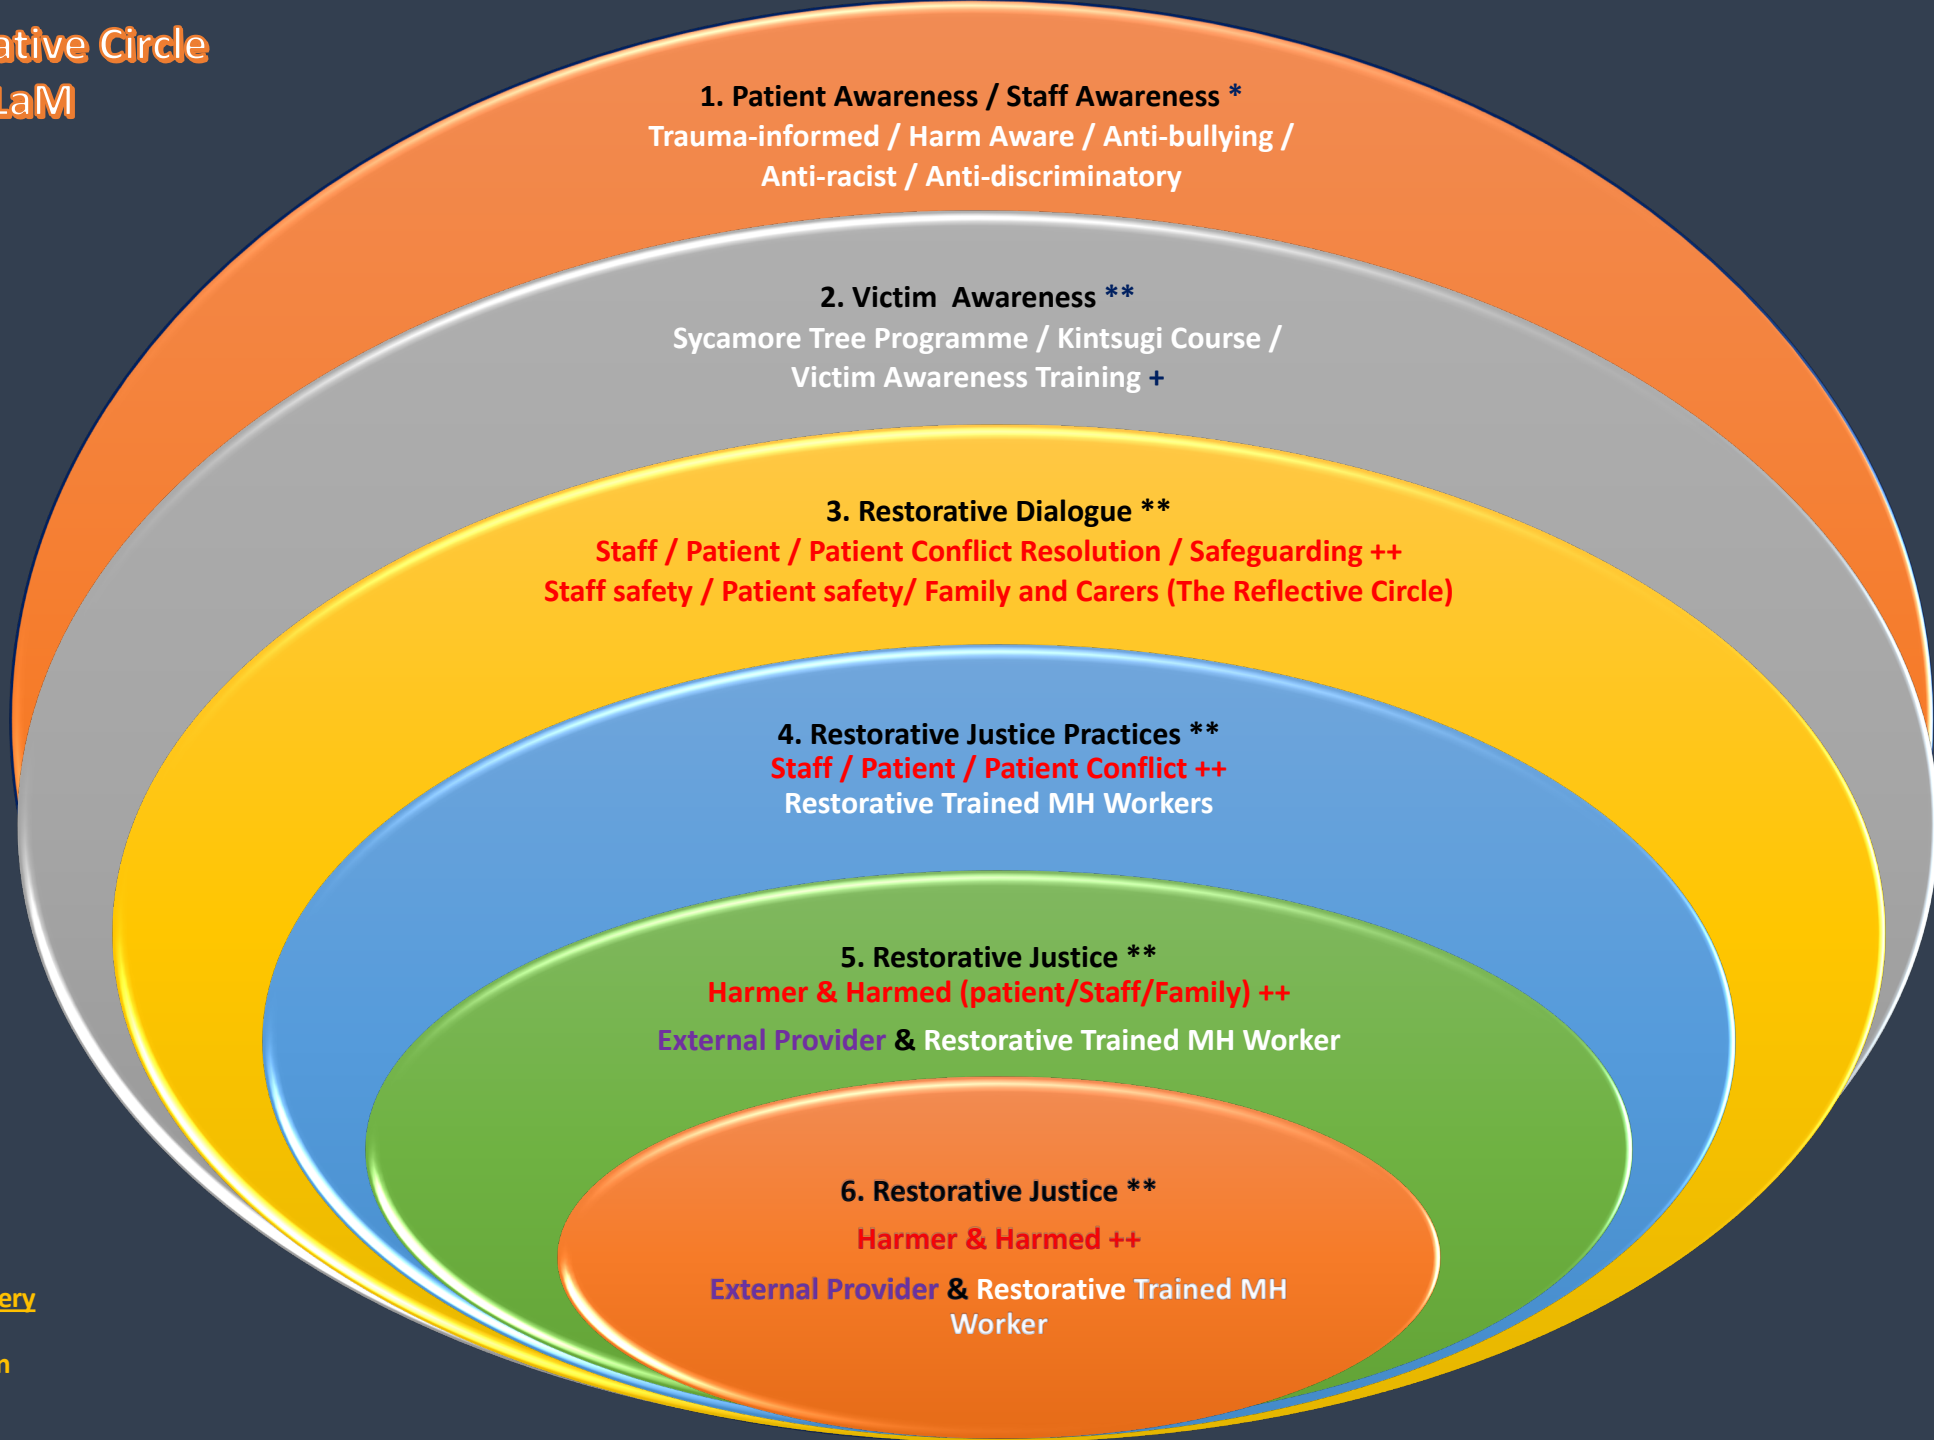 ative Circle
LaM
1. Patient Awareness / Staff Awareness *
Trauma-informed / Harm Aware / Anti-bullying /
Anti-racist / Anti-discriminatory
2. Victim  Awareness **
Sycamore Tree Programme / Kintsugi Course /
Victim Awareness Training +
3. Restorative Dialogue **
Staff / Patient / Patient Conflict Resolution / Safeguarding ++
Staff safety / Patient safety/ Family and Carers (The Reflective Circle)
4. Restorative Justice Practices **
Staff / Patient / Patient Conflict ++
Restorative Trained MH Workers
5. Restorative Justice **
Harmer & Harmed (patient/Staff/Family) ++
External Provider & Restorative Trained MH Worker
6. Restorative Justice **
Harmer & Harmed ++
External Provider & Restorative Trained MH
Worker
ery
n